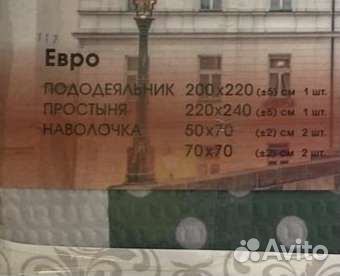 117
Евро
ПОДОДЕЯЛЬНИК 200х220 (±5) см 1 шт.
ПРОСТЫНЯ 220х240 (±5) см 1 шт.
НАВОЛОЧКА 50х70 (±2) см 2 шт.
70х70 (±2) см 2 шт.
Avito